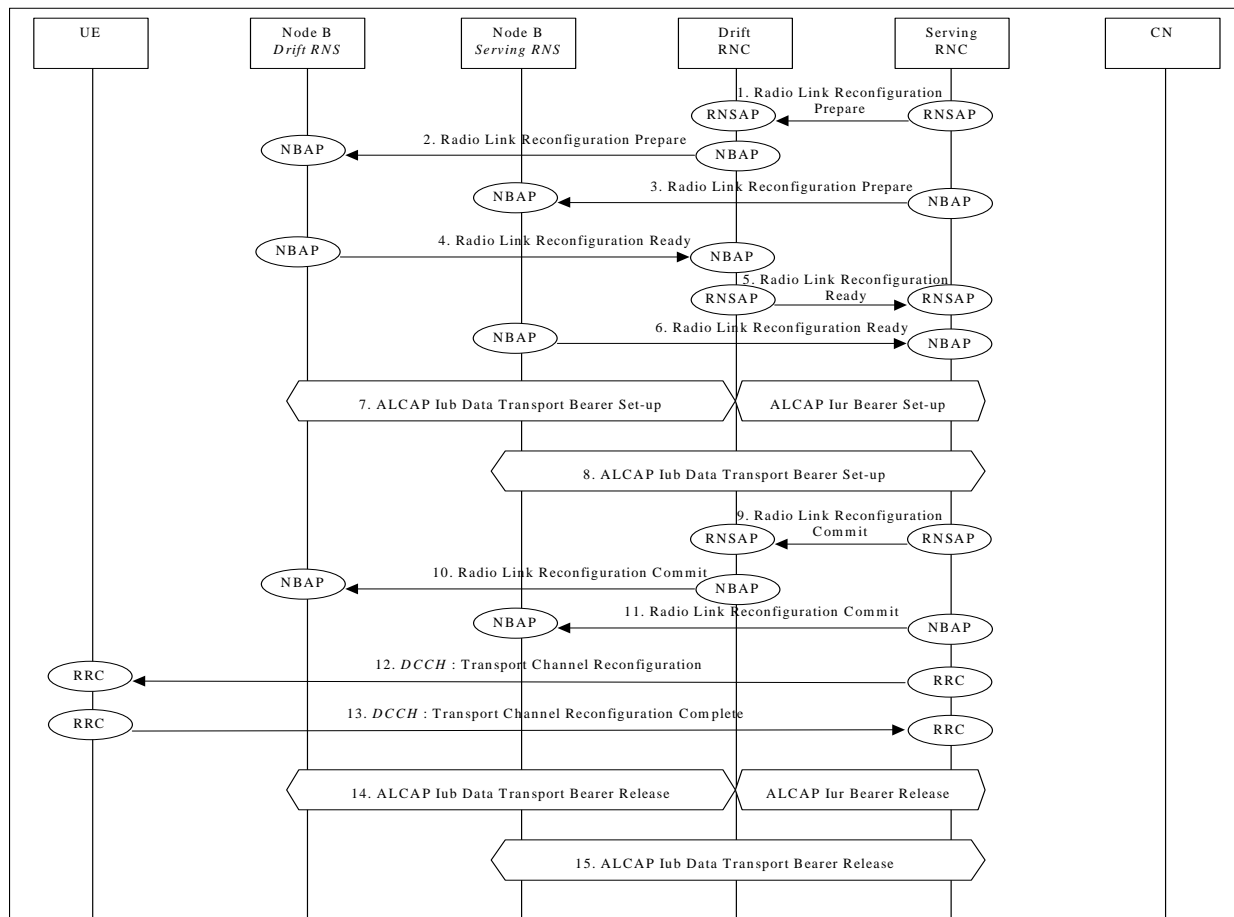 UE
Node B
Drift RNS
Node B
Serving RNS
Drift
RNC
Serving
RNC
CN
1. Radio Link Reconfiguration
Prepare
RNSAP
RNSAP
2. Radio Link Reconfiguration Prepare
NBAP
NBAP
3. Radio Link Reconfiguration Prepare
NBAP
NBAP
4. Radio Link Reconfiguration Ready
NBAP
NBAP
5. Radio Link Reconfiguration
Ready
RNSAP
RNSAP
6. Radio Link Reconfiguration Ready
NBAP
NBAP
7. ALCAP Iub Data Transport Bearer Set-up
ALCAP Iur Bearer Set-up
8. ALCAP Iub Data Transport Bearer Set-up
9. Radio Link Reconfiguration
Commit
RNSAP
RNSAP
10. Radio Link Reconfiguration Commit
NBAP
NBAP
11. Radio Link Reconfiguration Commit
NBAP
NBAP
12. DCCH : Transport Channel Reconfiguration
RRC
RRC
13. DCCH : Transport Channel Reconfiguration Complete
RRC
RRC
14. ALCAP Iub Data Transport Bearer Release
ALCAP Iur Bearer Release
15. ALCAP Iub Data Transport Bearer Release